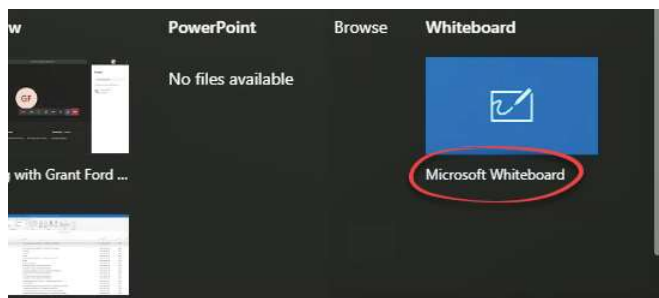 w
PowerPoint
Browse
Whiteboard
No files available
GF
g with Grant Ford ...
Microsoft Whiteboard